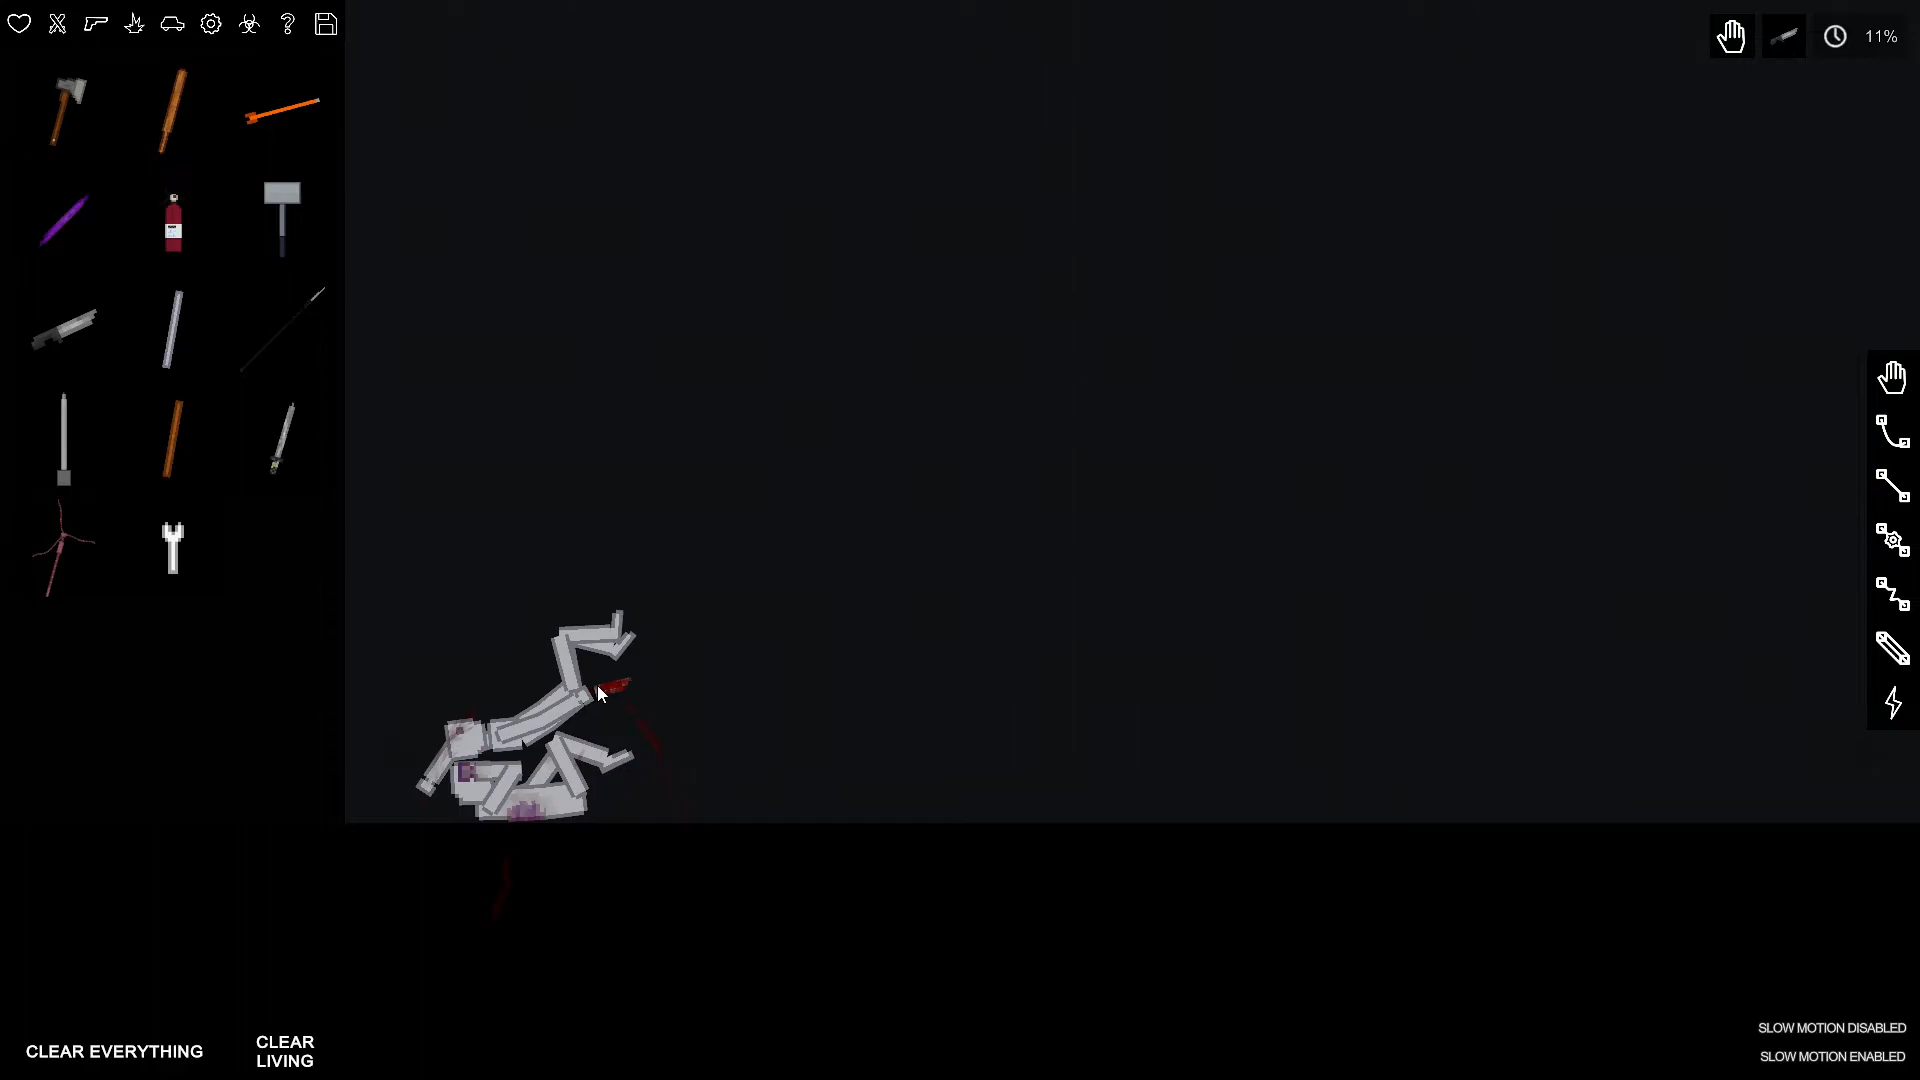 11%
CLEAR EVERYTHING
CLEAR
LIVING
SLOW MOTION DISABLED
SLOW MOTION ENABLED